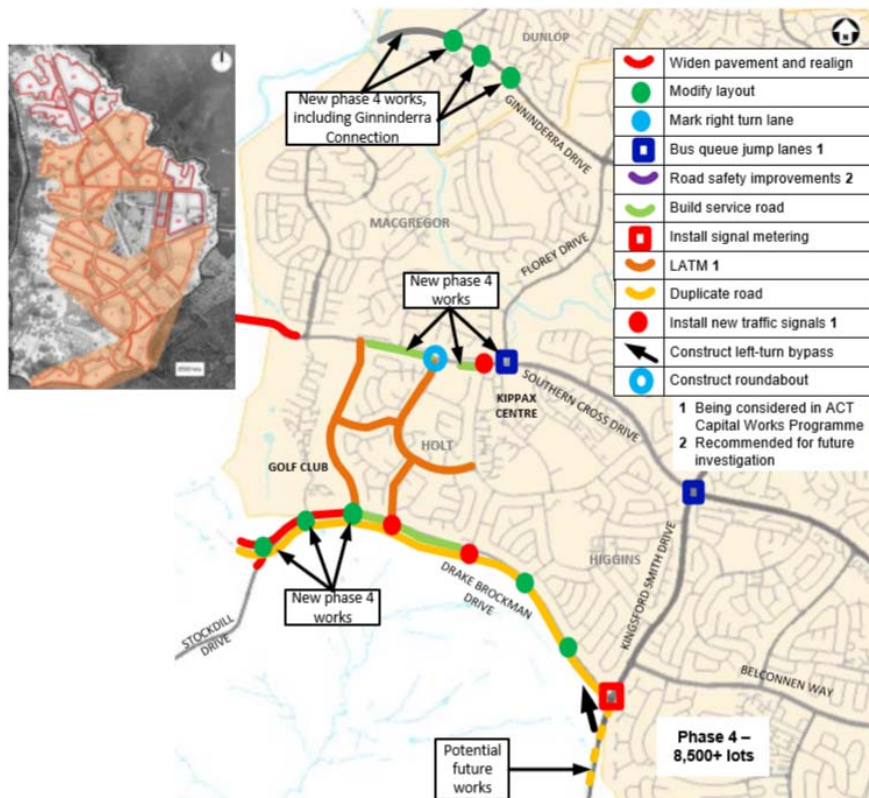 DUNLOP
New phase 4 works,
including Ginninderra
Connection
GINNINDERRA DRIVE
MACGREGOR
FLOREY DRIVE
New phase 4
works
KIPPAX
CENTRE
SOUTHERN CROSS DRIVE
HOLT
GOLF CLUB
HIGGINS
New phase 4
works
DRAKE BROCKMAN
DRIVE
STOCKDILL
DRIVE
KINGSFORD SMITH DRIVE
BELCONNEN WAY
Potential
future
works
Phase 4 –
8,500+ lots
N
Widen pavement and realign
Modify layout
Mark right turn lane
Bus queue jump lanes 1
Road safety improvements 2
Build service road
Install signal metering
LATM 1
Duplicate road
Install new traffic signals 1
Construct left-turn bypass
Construct roundabout
1 Being considered in ACT
Capital Works Programme
2 Recommended for future
investigation